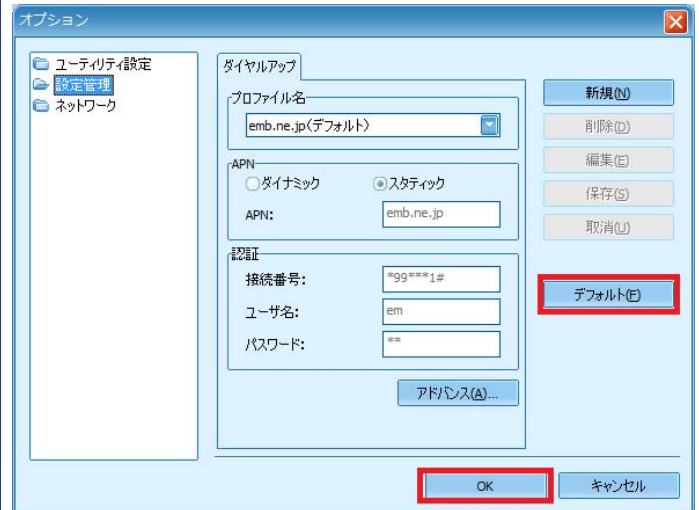 オプション
ユーティリティ設定
設定管理
ネットワーク
ダイヤルアップ
プロファイル名
emb.ne.jp(デフォルト)
APN
ダイナミック
スタティック
APN:
emb.ne.jp
認証
接続番号:
*99***1#
ユーザ名:
em
パスワード:
**
アドバンス(A)...
新規(N)
削除(D)
編集(E)
保存(S)
取消(U)
デフォルト(F)
OK
キャンセル